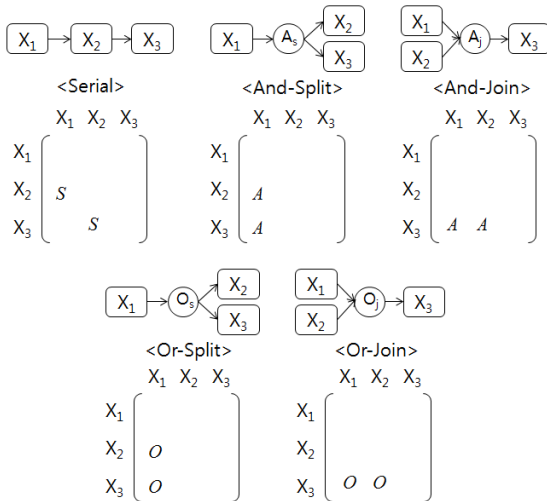 X1 X2 X3 X1 As X2 X3 X1 X2 Aj X3
<Serial> <And-Split> <And-Join>
X1 X2 X3 X1 X2 X3 X1 X2 X3
X1 X1 X1
X2 S X2 A X2
X3 S X3 A X3 A A
X1 Os X2 X3 X1 X2 Oj X3
<Or-Split> <Or-Join>
X1 X2 X3 X1 X2 X3
X1 X1
X2 O X2
X3 O X3 O O